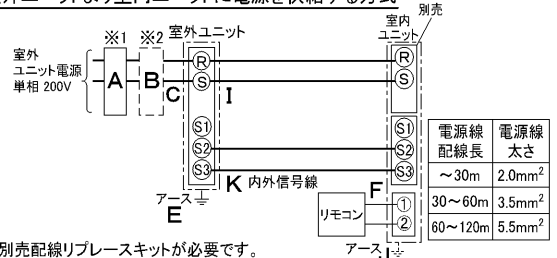 外ユニットより室内ユニットに電源を供給する方式
別売
※1 ※2 室外ユニット
室内
ユニット
室外
ユニット電源
単相 200V
A B C R S I R S
S1 S1
S2 S2
S3 S3
K 内外信号線
F
アース
E
リモコン
1
2
アース
電源線
配線長
電源線
太さ
～30m 2.0mm²
30～60m 3.5mm²
60～120m 5.5mm²
別売配線リプレースキットが必要です。